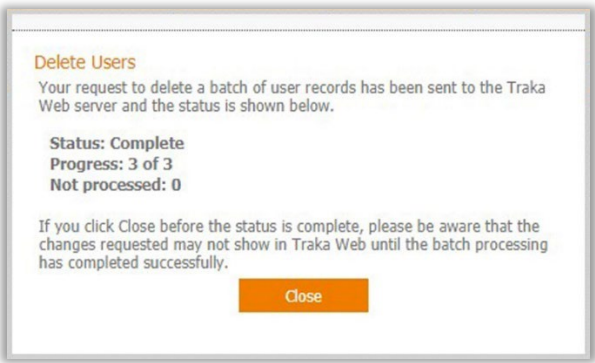 Delete Users
Your request to delete a batch of user records has been sent to the Traka
Web server and the status is shown below.
Status: Complete
Progress: 3 of 3
Not processed: 0
If you click Close before the status is complete, please be aware that the
changes requested may not show in Traka Web until the batch processing
has completed successfully.
Close